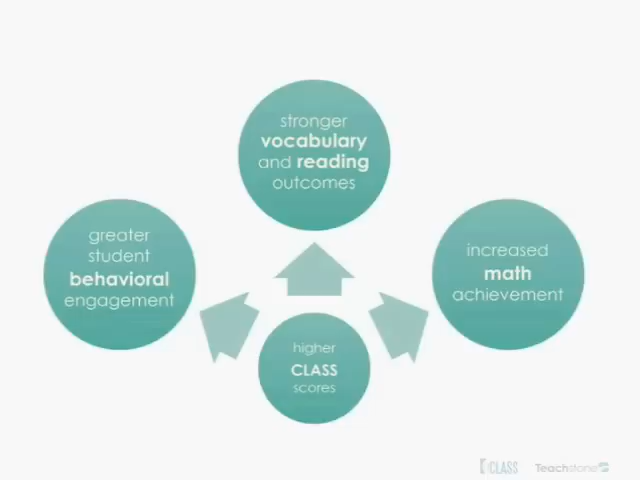 stronger
vocabulary
and reading
outcomes
greater
student
behavioral
engagement
increased
math
achievement
higher
CLASS
scores
CLASS
Teachstone